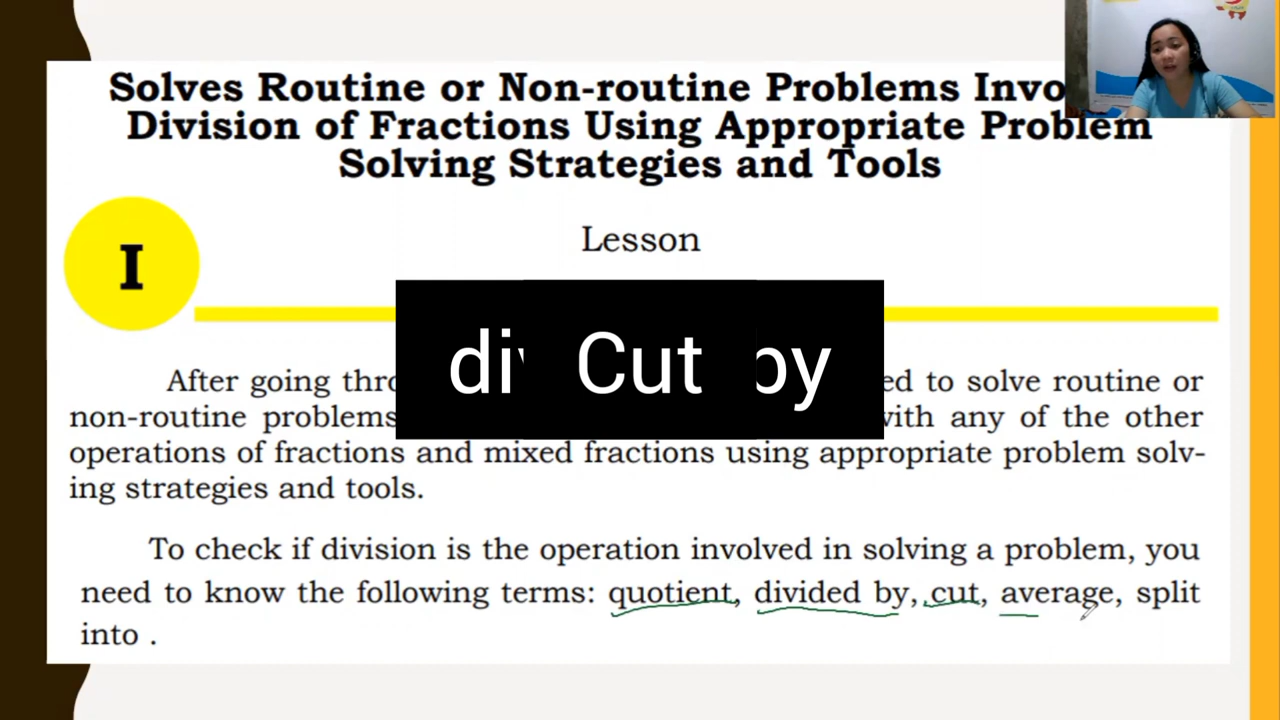 Solves Routine or Non-routine Problems Invo
Division of Fractions Using Appropriate Problem
Solving Strategies and Tools
I
Lesson
div Cut by
After going thro ed to solve routine or
non-routine problems with any of the other
operations of fractions and mixed fractions using appropriate problem solv-
ing strategies and tools.
To check if division is the operation involved in solving a problem, you
need to know the following terms: quotient, divided by, cut, average, split
into .